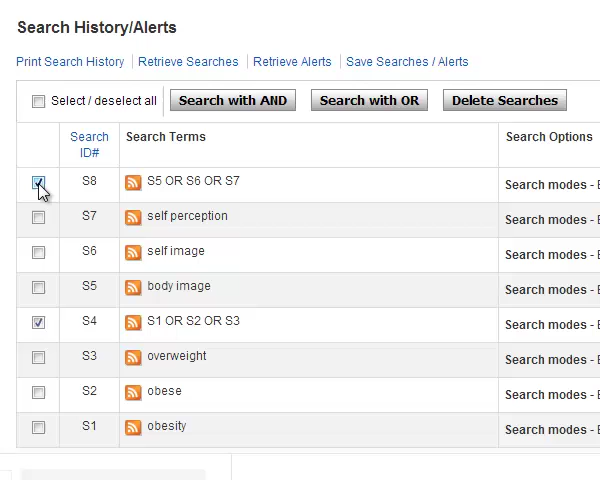 Search History/Alerts
Print Search History Retrieve Searches Retrieve Alerts Save Searches / Alerts
Select / deselect all Search with AND Search with OR Delete Searches
Search ID# Search Terms Search Options
S8 S5 OR S6 OR S7 Search modes -
S7 self perception Search modes -
S6 self image Search modes -
S5 body image Search modes -
S4 S1 OR S2 OR S3 Search modes -
S3 overweight Search modes -
S2 obese Search modes -
S1 obesity Search modes -